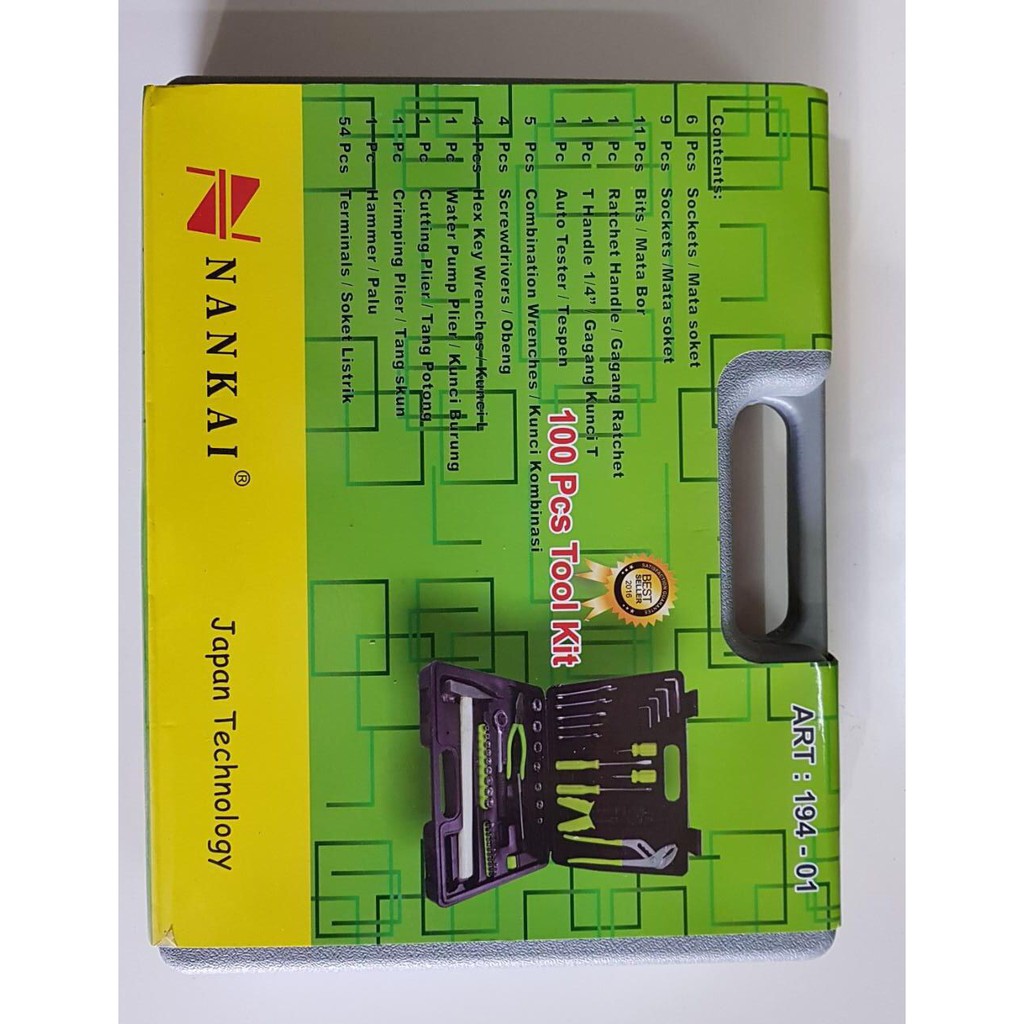 ART : 194 - 01
Contents:
6 Pcs Sockets / Mata soket
9 Pcs Sockets /Mata soket
11 Pcs Bits / Mata Bor
1 Pc Ratchet Handle / Gagang Ratchet
1 Pc T Handle 1/4" / Gagang Kunci T
1 Pc Auto Tester / Tespen
5 Pcs Combination Wrenches / Kunci Kombinasi
4 Pcs Screwdrivers / Obeng
4 Pcs Hex Key Wrenches / Kunci L
1 Pc Water Pump Plier / Kunci Burung
1 Pc Cutting Plier / Tang Potong
1 Pc Crimping Plier / Tang skun
1 Pc Hammer / Palu
54 Pcs Terminals / Soket Listrik
SATISFACTION GUARANTEE
BEST
SELLER
2016
100 Pcs Tool Kit
NANKAI®
Japan Technology